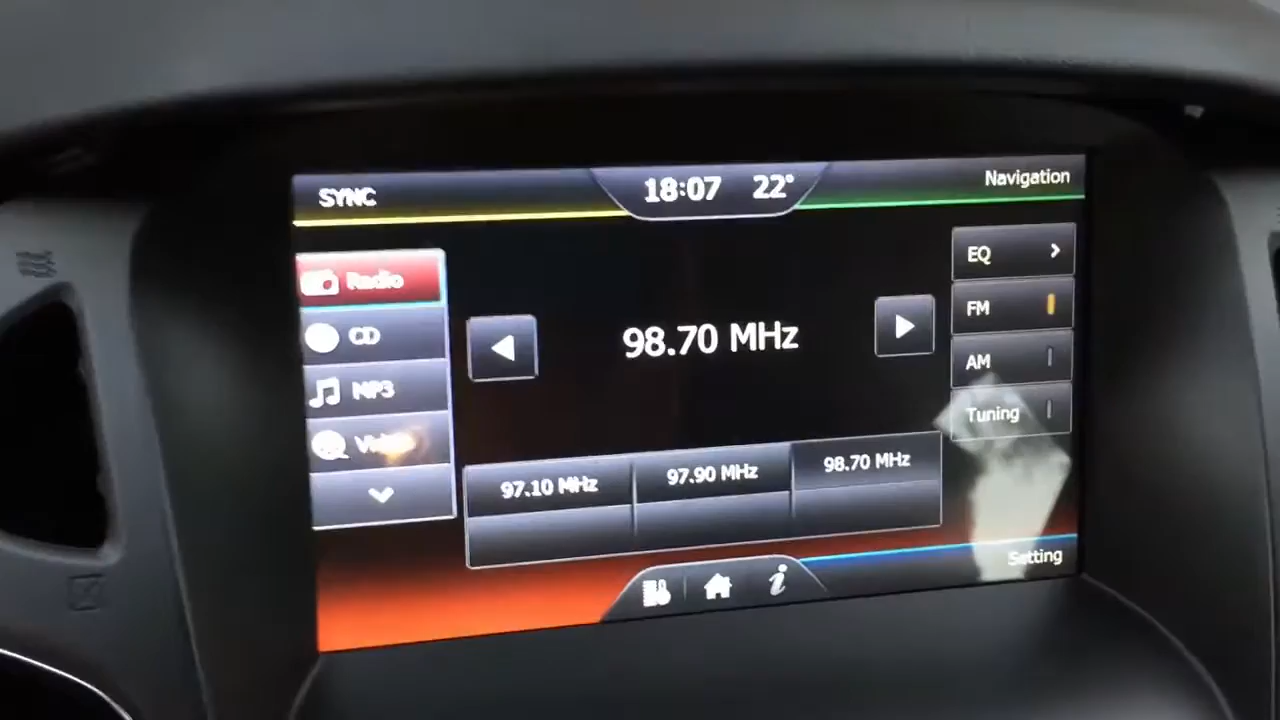 SYNC
18:07 22°
Navigation
Radio
CD
MP3
Video
98.70 MHz
EQ
FM
AM
Tuning
97.10 MHz
97.90 MHz
98.70 MHz
Setting